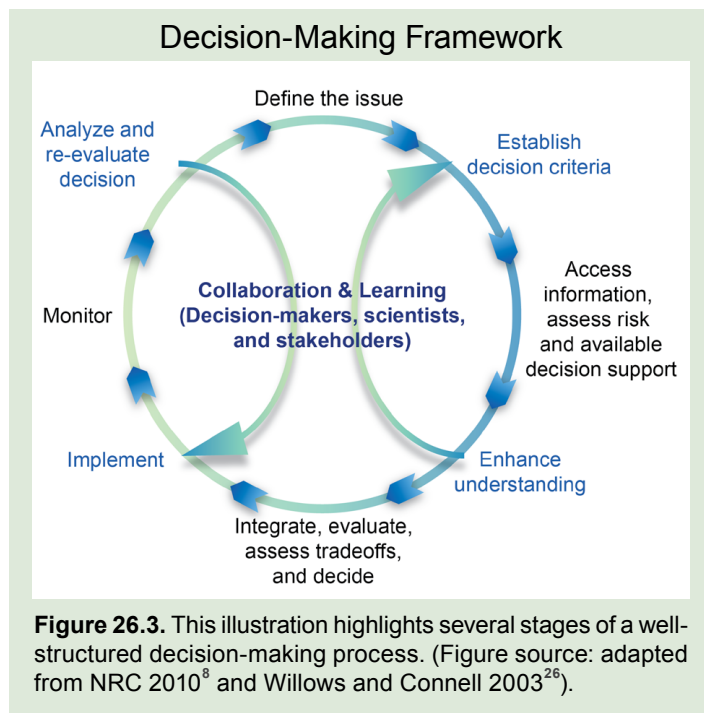 Decision-Making Framework
Define the issue
Analyze and
re-evaluate
decision
Establish
decision criteria
Access
information,
assess risk
and available
decision support
Monitor
Collaboration & Learning
(Decision-makers, scientists,
and stakeholders)
Implement
Enhance
understanding
Integrate, evaluate,
assess tradeoffs,
and decide
Figure 26.3. This illustration highlights several stages of a well-
structured decision-making process. (Figure source: adapted
from NRC 2010⁸ and Willows and Connell 2003²⁶).